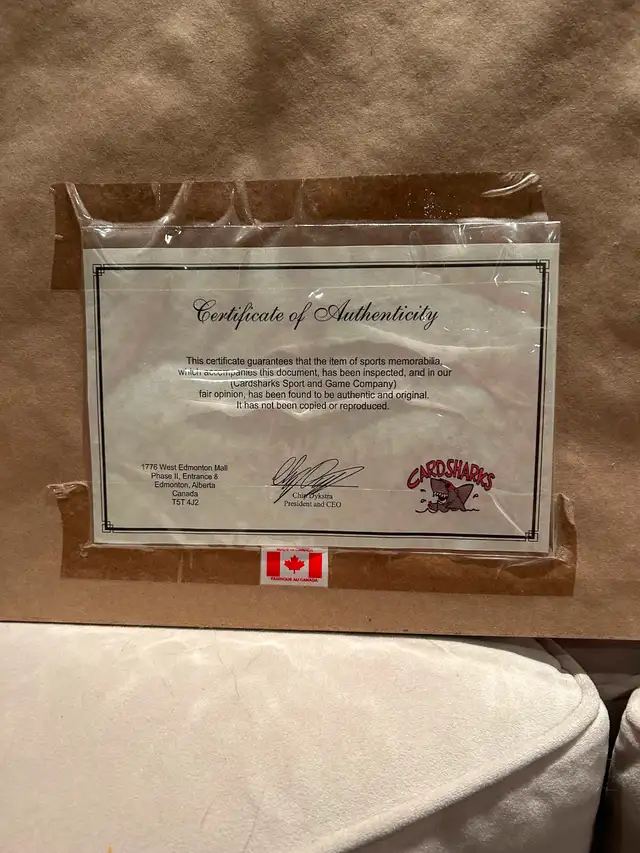 Certificate of Authenticity
This certificate guarantees that the item of sports memorabilia,
which accompanies this document, has been inspected, and in our
(Cardsharks Sport and Game Company)
fair opinion, has been found to be authentic and original.
It has not been copied or reproduced.
1776 West Edmonton Mall
Phase II, Entrance 8
Edmonton, Alberta
Canada
T5T 4J2
Chip Dykstra
President and CEO
CARDSHARKS
MADE IN CANADA
FABRIQUÉ AU CANADA